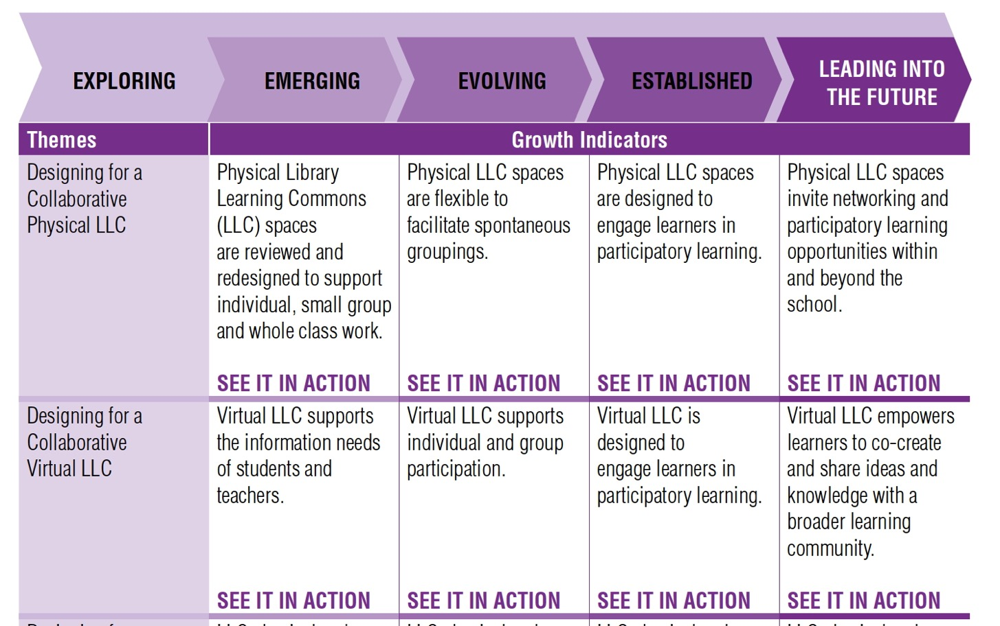 EXPLORING
EMERGING
EVOLVING
ESTABLISHED
LEADING INTO
THE FUTURE
Themes
Growth Indicators
Designing for a
Collaborative
Physical LLC
Physical Library
Learning Commons
(LLC) spaces
are reviewed and
redesigned to support
individual, small group
and whole class work.
SEE IT IN ACTION
Physical LLC spaces
are flexible to
facilitate spontaneous
groupings.
SEE IT IN ACTION
Physical LLC spaces
are designed to
engage learners in
participatory learning.
SEE IT IN ACTION
Physical LLC spaces
invite networking and
participatory learning
opportunities within
and beyond the
school.
SEE IT IN ACTION
Designing for a
Collaborative
Virtual LLC
Virtual LLC supports
the information needs
of students and
teachers.
SEE IT IN ACTION
Virtual LLC supports
individual and group
participation.
SEE IT IN ACTION
Virtual LLC is
designed to
engage learners in
participatory learning.
SEE IT IN ACTION
Virtual LLC empowers
learners to co-create
and share ideas and
knowledge with a
broader learning
community.
SEE IT IN ACTION